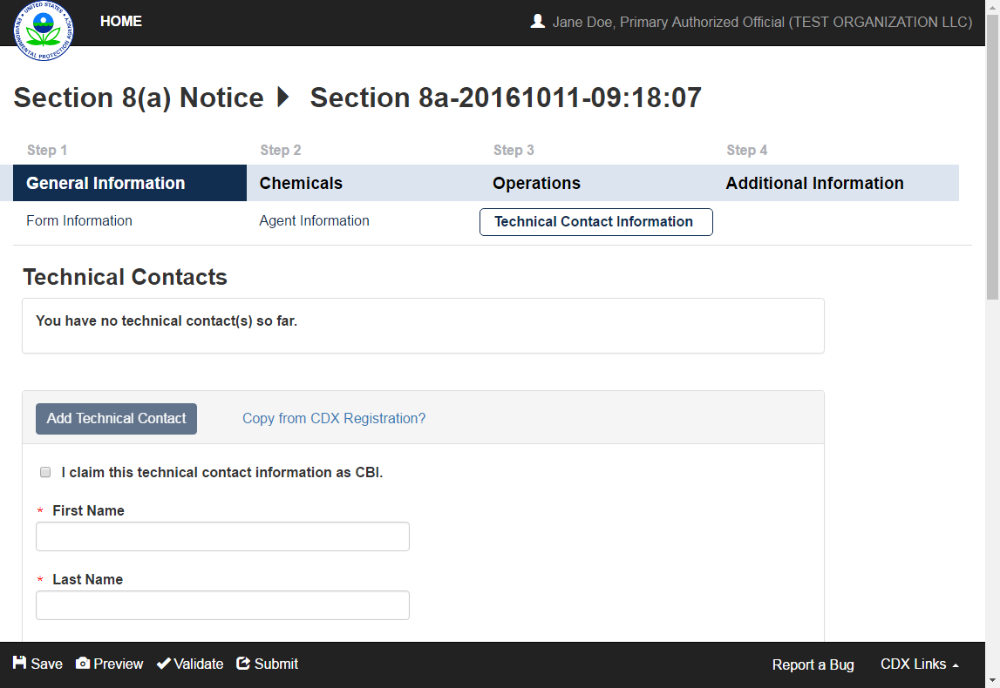 UNITED STATES
ENVIRONMENTAL PROTECTION AGENCY
HOME
Jane Doe, Primary Authorized Official (TEST ORGANIZATION LLC)
Section 8(a) Notice Section 8a-20161011-09:18:07
Step 1 Step 2 Step 3 Step 4
General Information Chemicals Operations Additional Information
Form Information Agent Information Technical Contact Information
Technical Contacts
You have no technical contact(s) so far.
Add Technical Contact Copy from CDX Registration?
I claim this technical contact information as CBI.
* First Name
* Last Name
Save Preview Validate Submit Report a Bug CDX Links